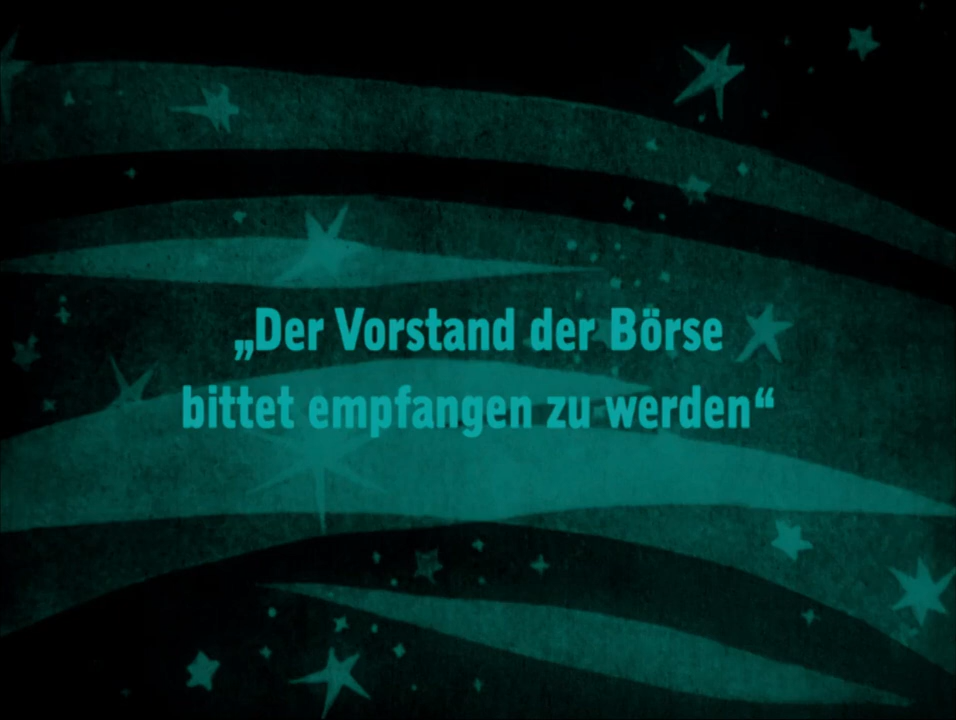 „Der Vorstand der Börse
bittet empfangen zu werden“